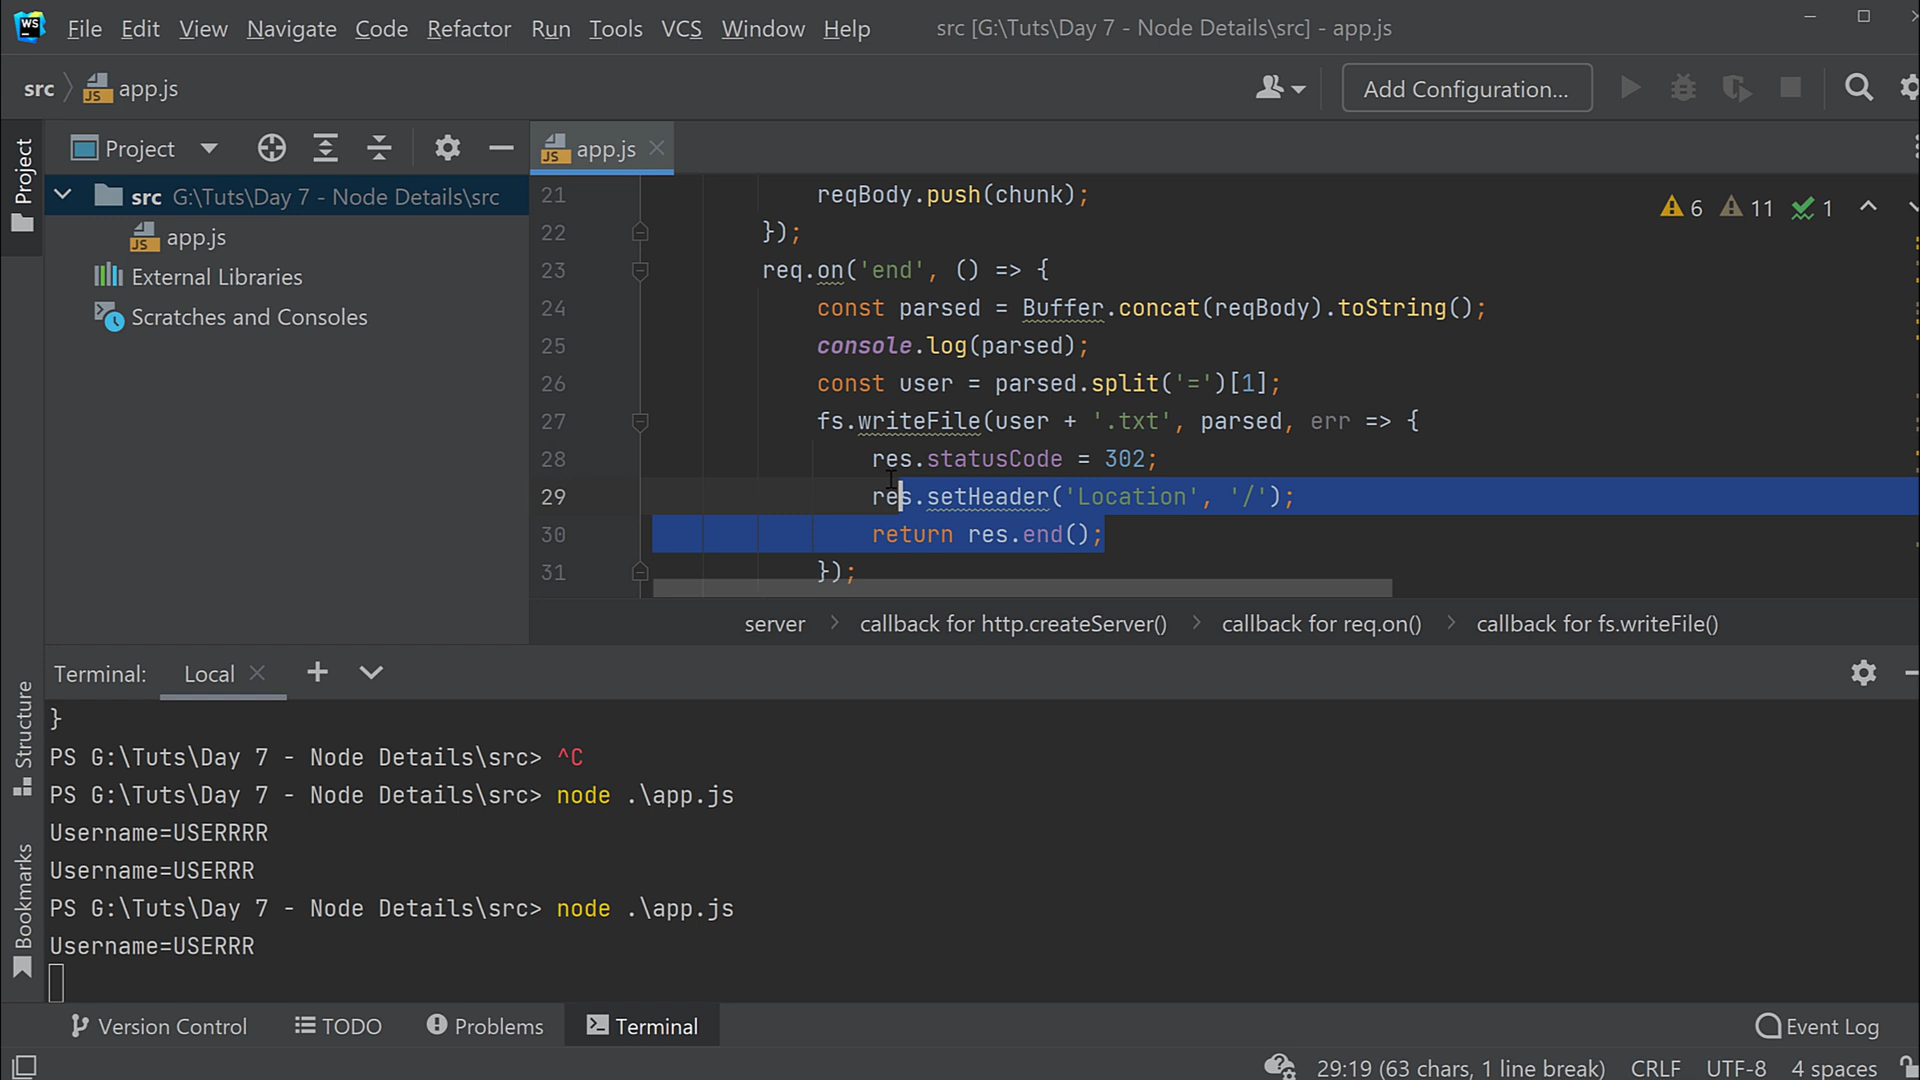 WS File Edit View Navigate Code Refactor Run Tools VCS Window Help src [G:\Tuts\Day 7 - Node Details\src] - app.js
src JS app.js Add Configuration...
Project
Project JS app.js
src G:\Tuts\Day 7 - Node Details\src
JS app.js
External Libraries
Scratches and Consoles
6 11 1
21 reqBody.push(chunk);
22 });
23 req.on('end', () => {
24 const parsed = Buffer.concat(reqBody).toString();
25 console.log(parsed);
26 const user = parsed.split('=')[1];
27 fs.writeFile(user + '.txt', parsed, err => {
28 res.statusCode = 302;
29 res.setHeader('Location', '/');
30 return res.end();
31 });
server callback for http.createServer() callback for req.on() callback for fs.writeFile()
Terminal: Local
Structure
Bookmarks
}
PS G:\Tuts\Day 7 - Node Details\src> ^C
PS G:\Tuts\Day 7 - Node Details\src> node .\app.js
Username=USERRRR
Username=USERRR
PS G:\Tuts\Day 7 - Node Details\src> node .\app.js
Username=USERRR
Version Control TODO Problems Terminal Event Log
29:19 (63 chars, 1 line break) CRLF UTF-8 4 spaces